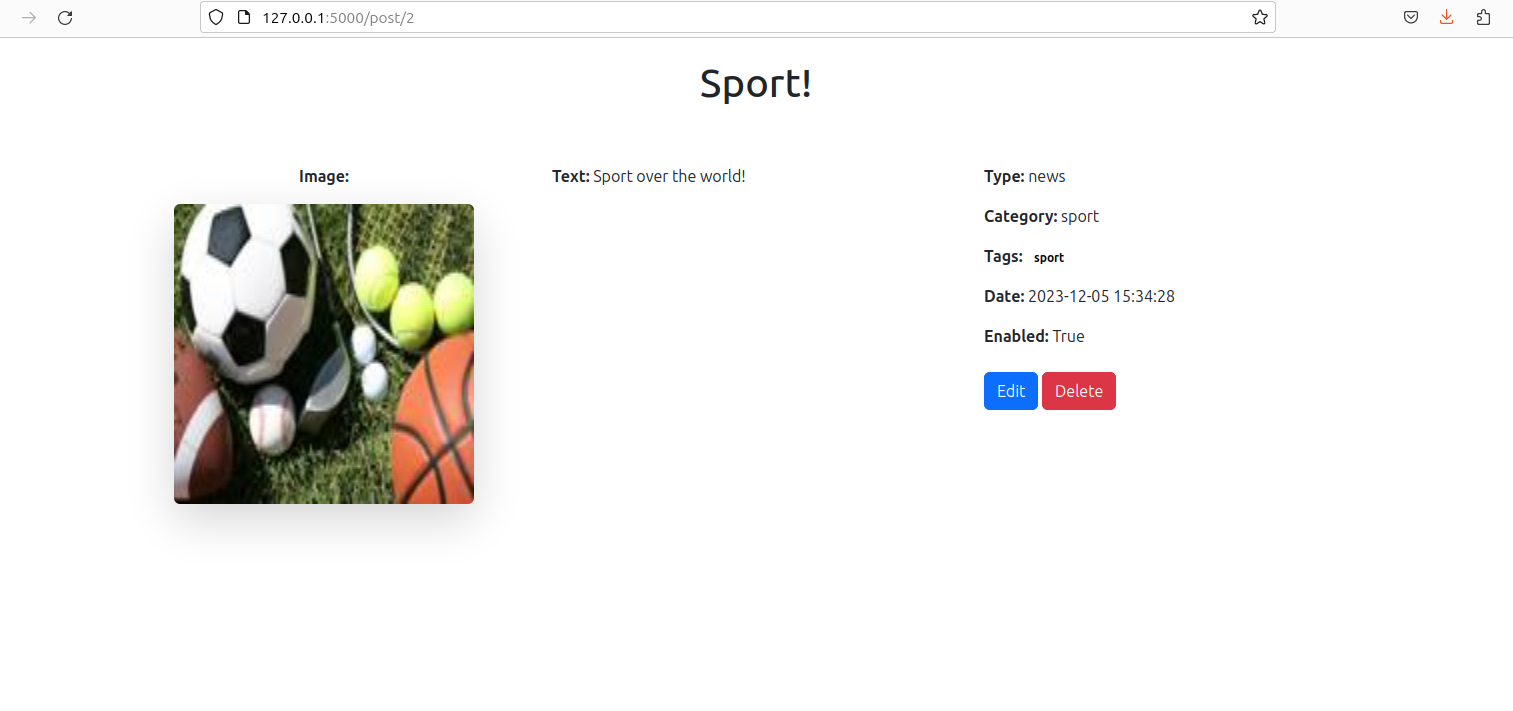 127.0.0.1:5000/post/2
Sport!
Image:
Text: Sport over the world!
Type: news
Category: sport
Tags: sport
Date: 2023-12-05 15:34:28
Enabled: True
Edit Delete